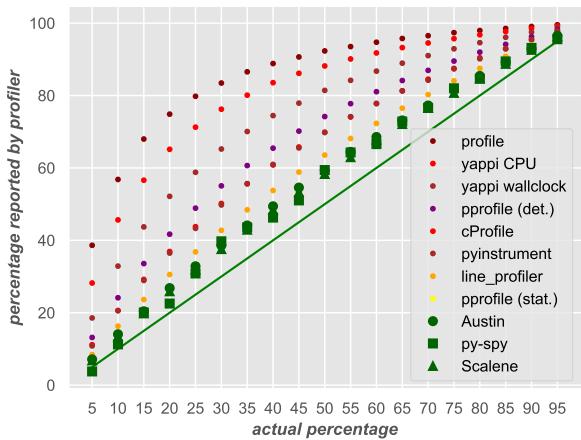 percentage reported by profiler
100
80
60
40
20
0
profile
yappi CPU
yappi wallclock
pprofile (det.)
cProfile
pyinstrument
line_profiler
pprofile (stat.)
Austin
py-spy
Scalene
5 10 15 20 25 30 35 40 45 50 55 60 65 70 75 80 85 90 95
actual percentage